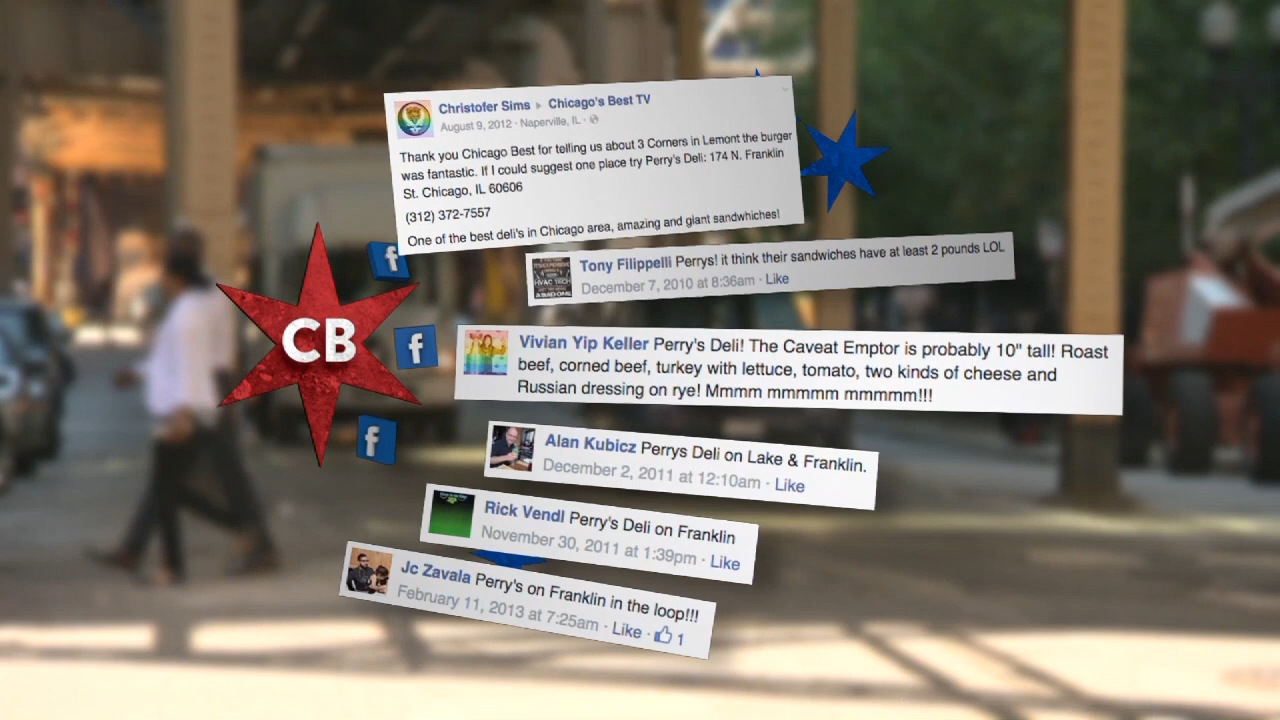 Christofer Sims ▸ Chicago's Best TV
August 9, 2012 · Naperville, IL ·
Thank you Chicago Best for telling us about 3 Corners in Lemont the burger
was fantastic. If I could suggest one place try Perry's Deli: 174 N. Franklin
St. Chicago, IL 60606
(312) 372-7557
One of the best deli's in Chicago area, amazing and giant sandwhiches!
f
Tony Filippelli Perrys! it think their sandwiches have at least 2 pounds LOL
December 7, 2010 at 8:36am · Like
CB
f
Vivian Yip Keller Perry's Deli! The Caveat Emptor is probably 10" tall! Roast
beef, corned beef, turkey with lettuce, tomato, two kinds of cheese and
Russian dressing on rye! Mmmm mmmmm mmmmm!!!
f
Alan Kubicz Perrys Deli on Lake & Franklin.
December 2, 2011 at 12:10am · Like
Rick Vendl Perry's Deli on Franklin
November 30, 2011 at 1:39pm · Like
Jc Zavala Perry's on Franklin in the loop!!!
February 11, 2013 at 7:25am · Like · 1